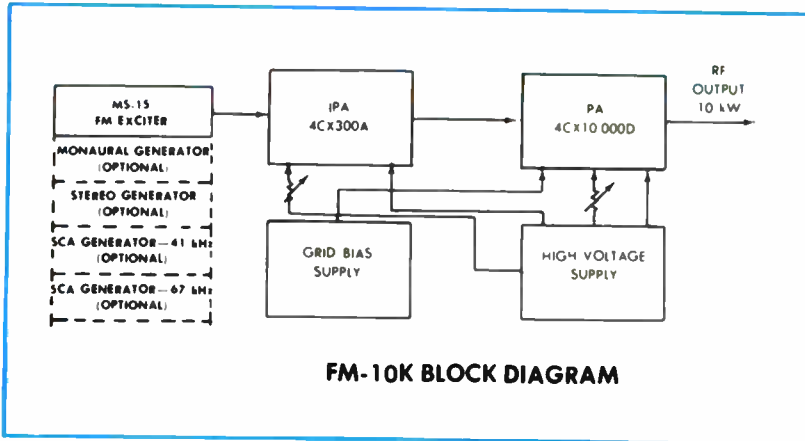 MS-15
FM EXCITER
MONAURAL GENERATOR
(OPTIONAL)
STEREO GENERATOR
(OPTIONAL)
SCA GENERATOR—41 kHz
(OPTIONAL)
SCA GENERATOR—67 kHz
(OPTIONAL)
IPA
4CX300A
PA
4CX10,000D
RF
OUTPUT
10 kW
GRID BIAS
SUPPLY
HIGH VOLTAGE
SUPPLY
FM-10K BLOCK DIAGRAM